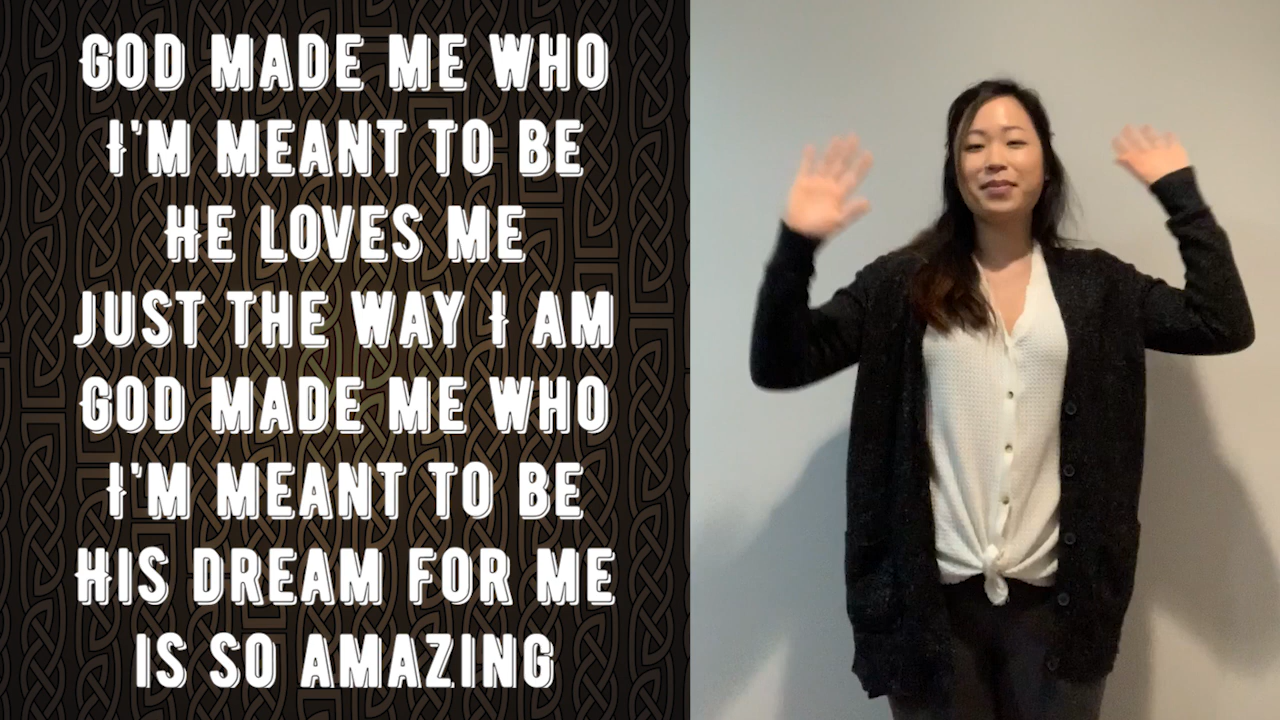 GOD MADE ME WHO
I'M MEANT TO BE
HE LOVES ME
JUST THE WAY I AM
GOD MADE ME WHO
I'M MEANT TO BE
HIS DREAM FOR ME
IS SO AMAZING